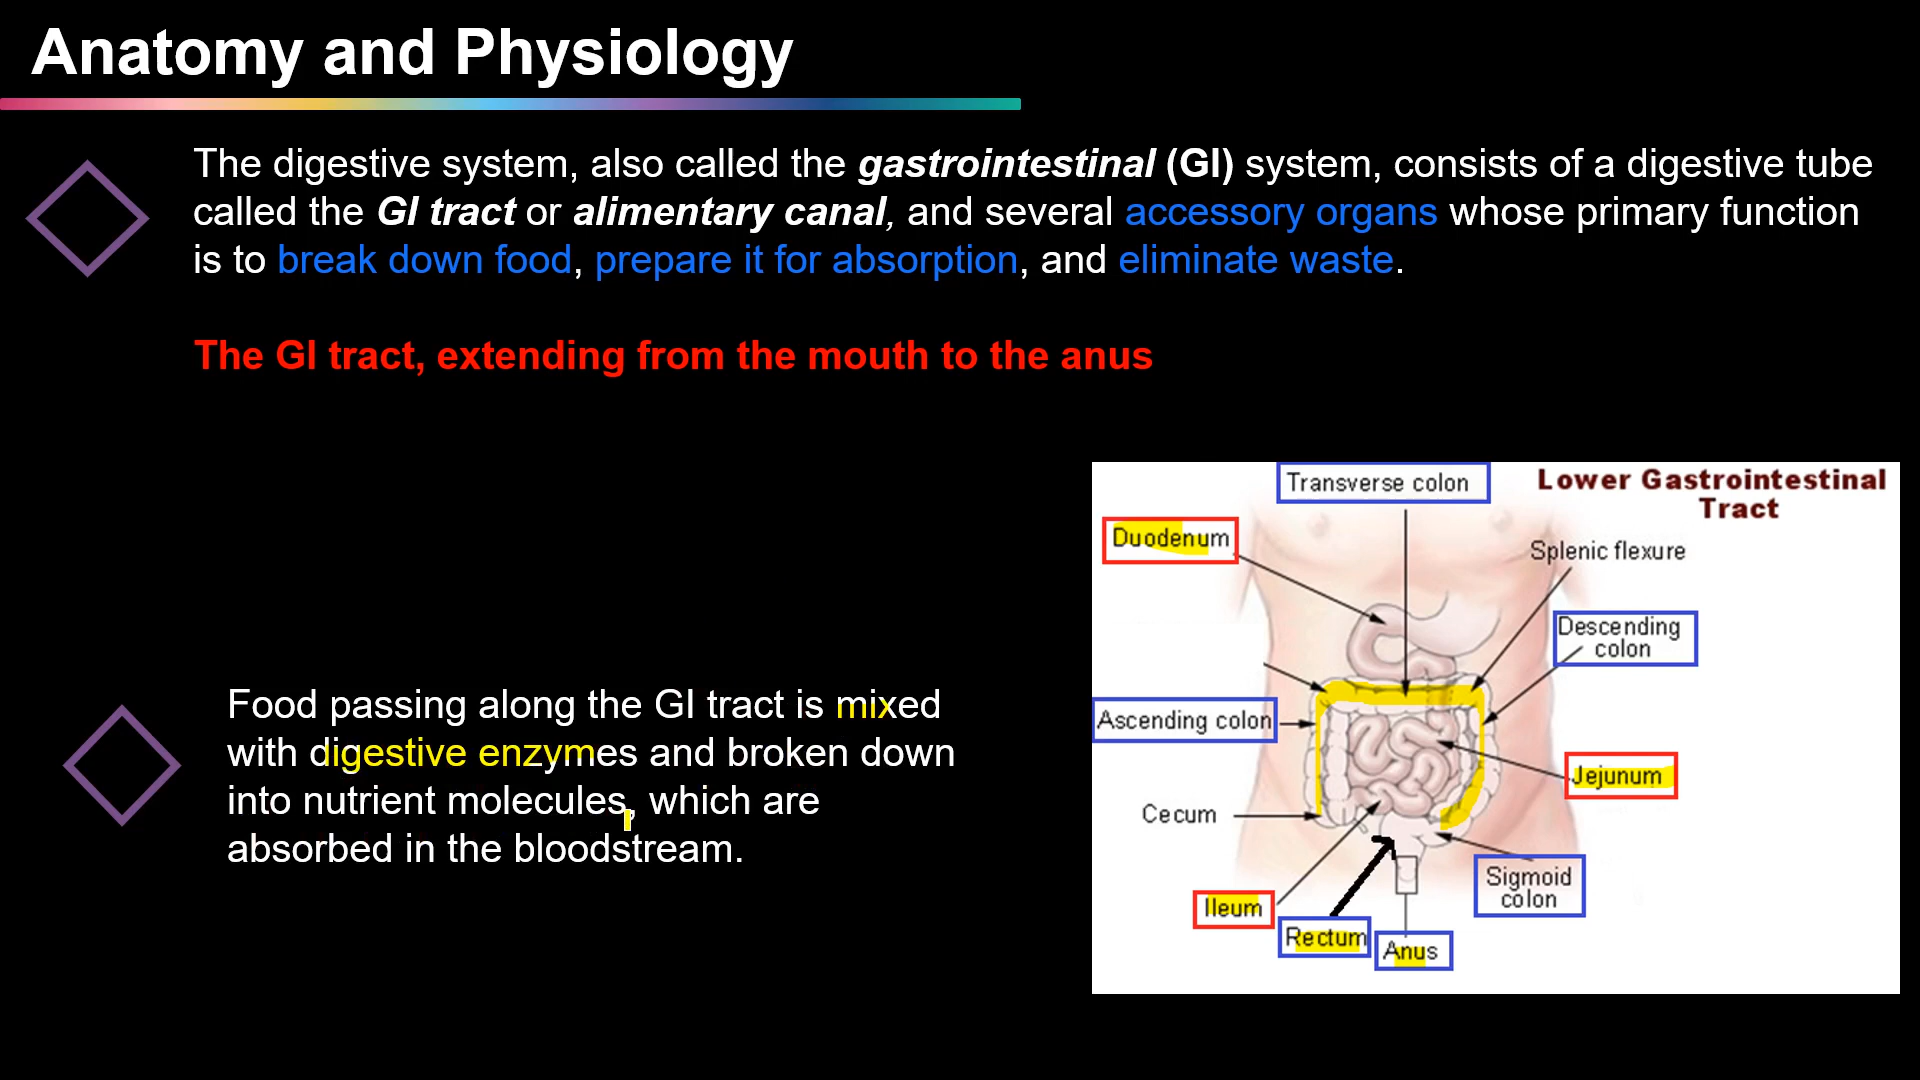 Anatomy and Physiology
The digestive system, also called the gastrointestinal (GI) system, consists of a digestive tube
called the GI tract or alimentary canal, and several accessory organs whose primary function
is to break down food, prepare it for absorption, and eliminate waste.
The GI tract, extending from the mouth to the anus
Food passing along the GI tract is mixed
with digestive enzymes and broken down
into nutrient molecules, which are
absorbed in the bloodstream.
Lower Gastrointestinal
Tract
Transverse colon
Duodenum
Splenic flexure
Descending
colon
Ascending colon
Jejunum
Cecum
Sigmoid
colon
Ileum
Rectum
Anus